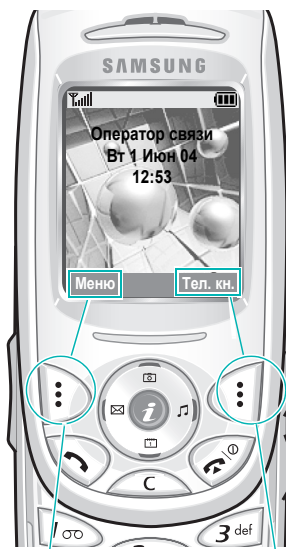 SAMSUNG
Оператор связи
Вт 1 Июн 04
12:53
Меню
Тел. кн.
i
C
1
3 def